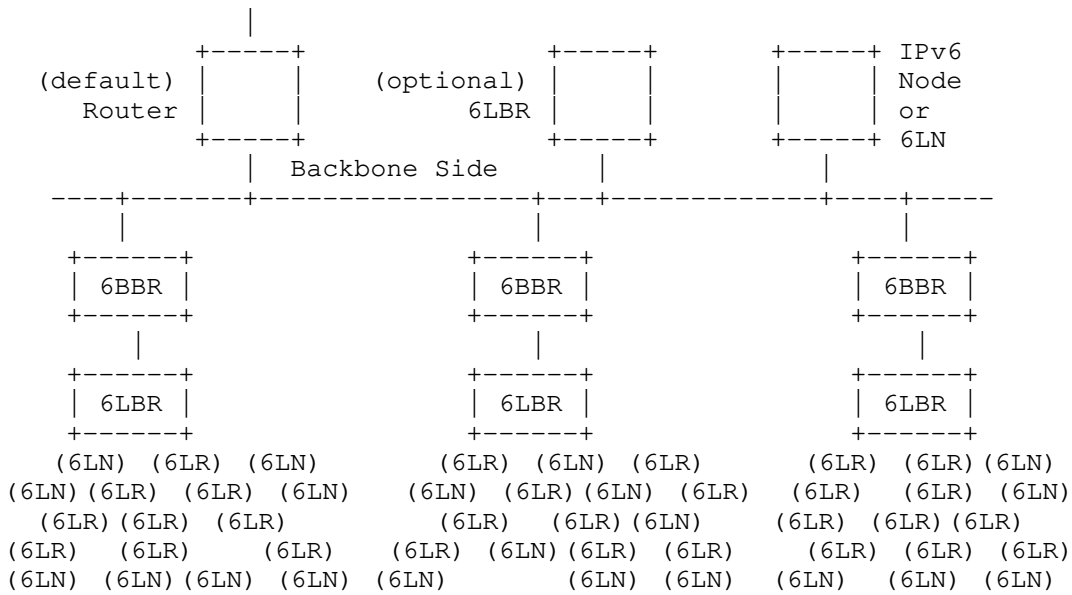 IPv6
(default) (optional) Node
Router 6LBR or
6LN
Backbone Side
6BBR 6BBR 6BBR
6LBR 6LBR 6LBR
(6LN) (6LR) (6LN) (6LR) (6LN) (6LR) (6LR) (6LR) (6LN)
(6LN) (6LR) (6LR) (6LN) (6LN) (6LR) (6LN) (6LR) (6LR) (6LR) (6LN)
(6LR) (6LR) (6LR) (6LR) (6LR) (6LN) (6LR) (6LR) (6LR)
(6LR) (6LR) (6LR) (6LR) (6LN) (6LR) (6LR) (6LR) (6LR) (6LR)
(6LN) (6LN) (6LN) (6LN) (6LN) (6LN) (6LN) (6LN) (6LN) (6LN)